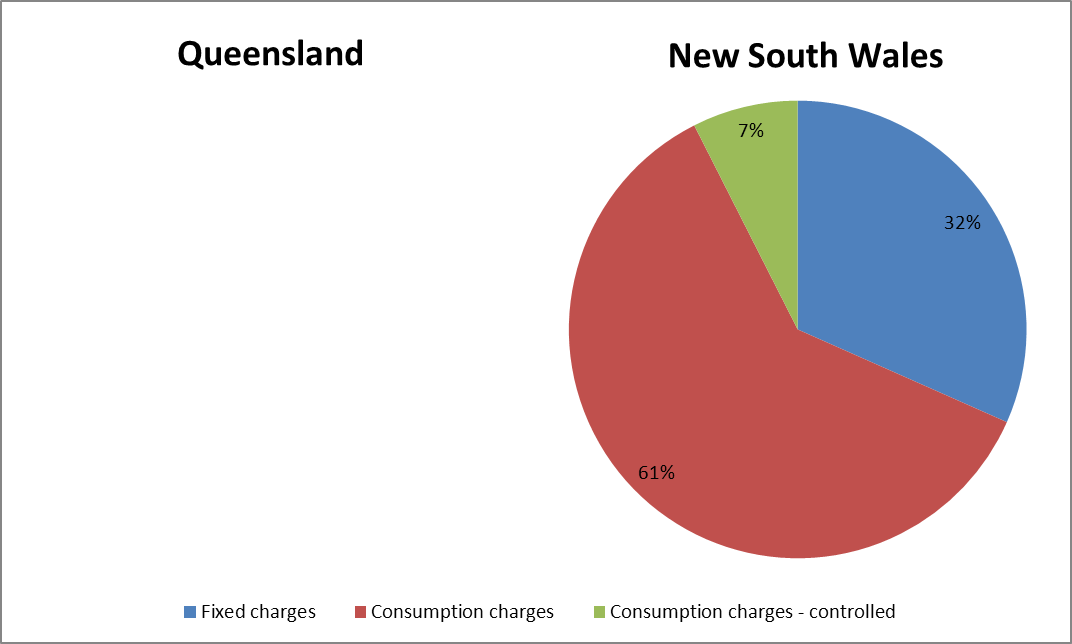 Queensland
New South Wales
7%
32%
61%
Fixed charges
Consumption charges
Consumption charges - controlled